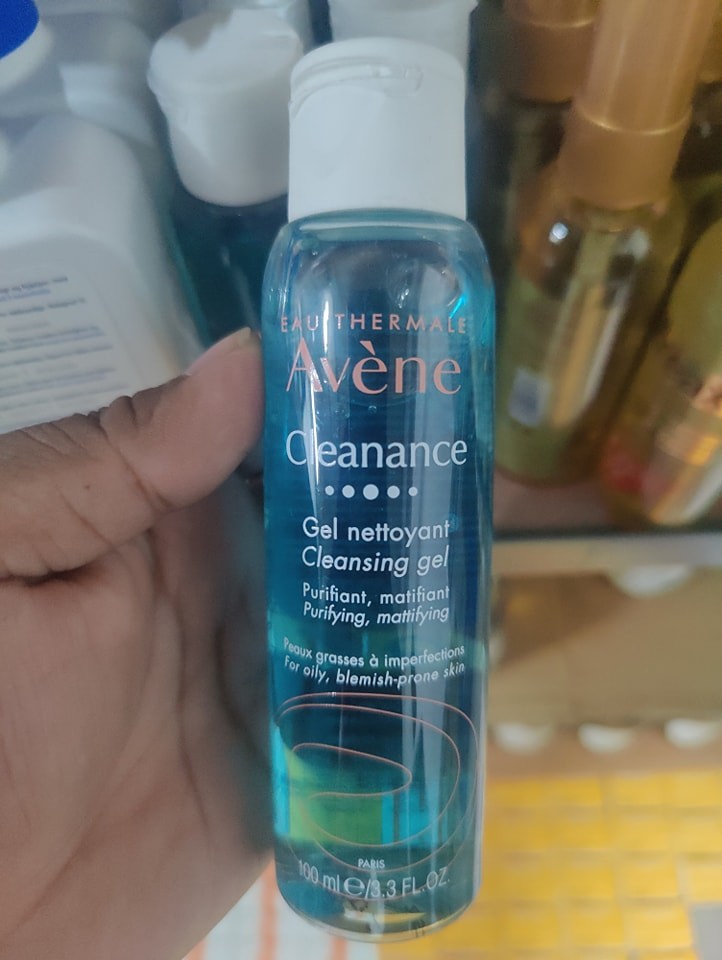 EAU THERMALE
Avène
Cleanance
Gel nettoyant
Cleansing gel
Purifiant, matifiant
Purifying, mattifying
Peaux grasses à imperfections
For oily, blemish-prone skin
PARIS
100 ml ℮/3.3 FL.OZ.